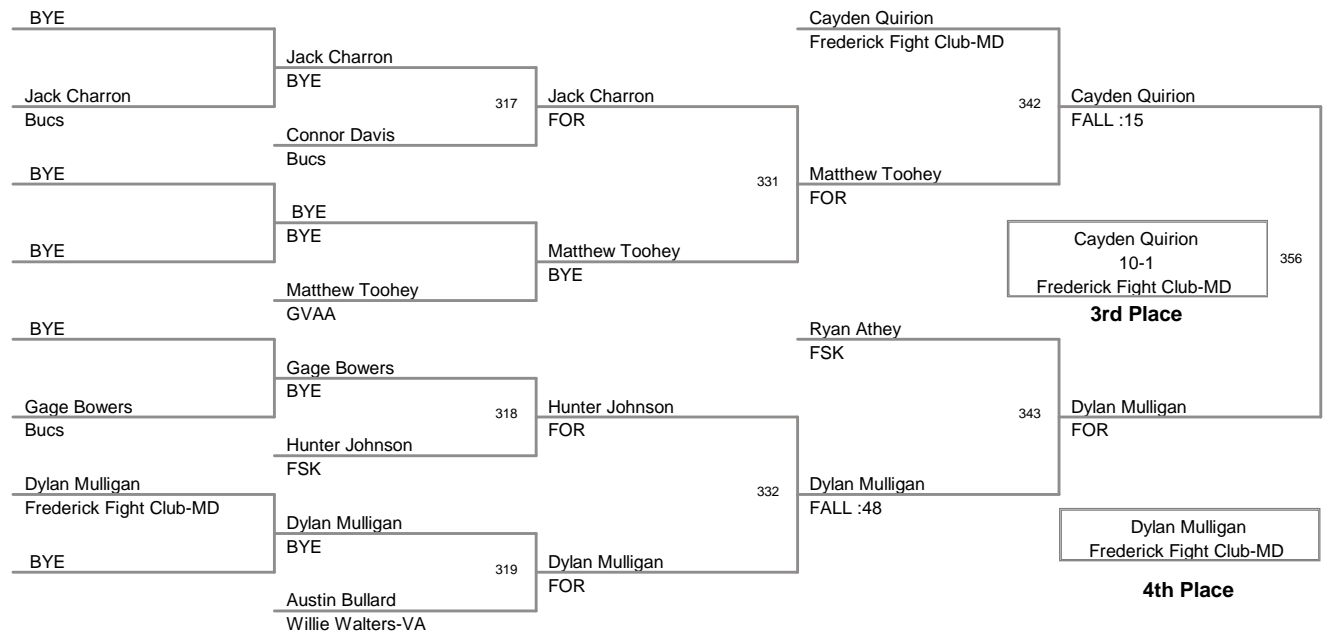 BYE
Jack Charron
Bucs
BYE
BYE
BYE
Gage Bowers
Bucs
Dylan Mulligan
Frederick Fight Club-MD
BYE
Jack Charron
BYE
317
Connor Davis
Bucs
BYE
BYE
Matthew Toohey
GVAA
Gage Bowers
BYE
318
Hunter Johnson
FSK
Dylan Mulligan
BYE
319
Austin Bullard
Willie Walters-VA
Jack Charron
FOR
331
Matthew Toohey
BYE
Hunter Johnson
FOR
332
Dylan Mulligan
FOR
Cayden Quirion
Frederick Fight Club-MD
342
Matthew Toohey
FOR
Ryan Athey
FSK
343
Dylan Mulligan
FALL :48
Cayden Quirion
FALL :15
Cayden Quirion
10-1
Frederick Fight Club-MD
356
3rd Place
Dylan Mulligan
FOR
Dylan Mulligan
Frederick Fight Club-MD
4th Place